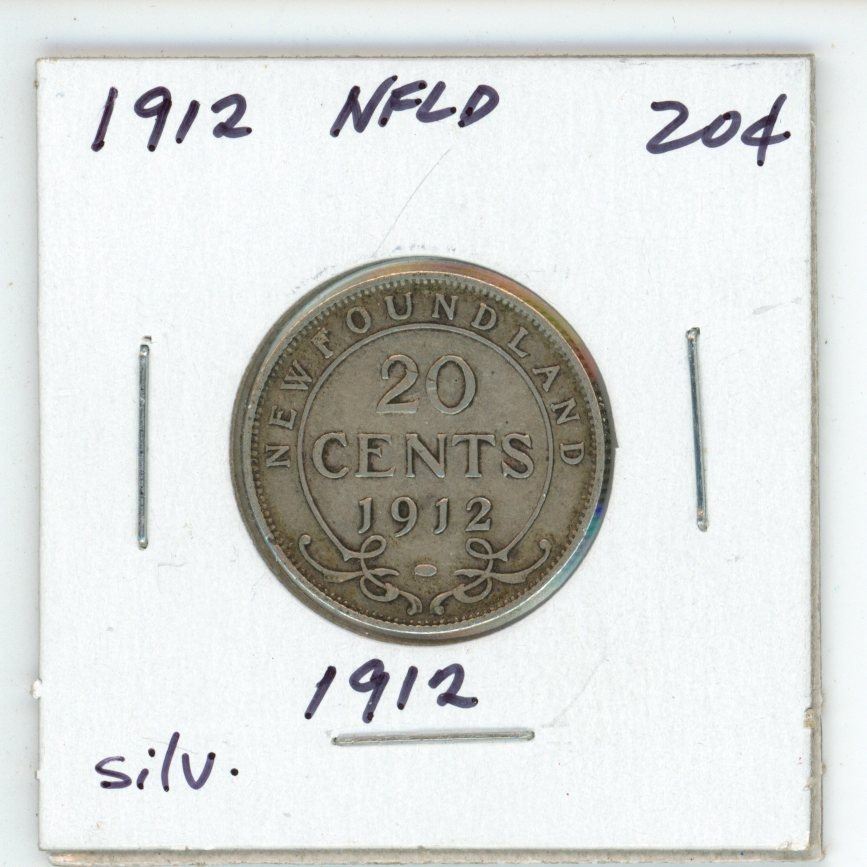 1912 NFLD 20¢
NEWFOUNDLAND
20
CENTS
1912
1912
silv.